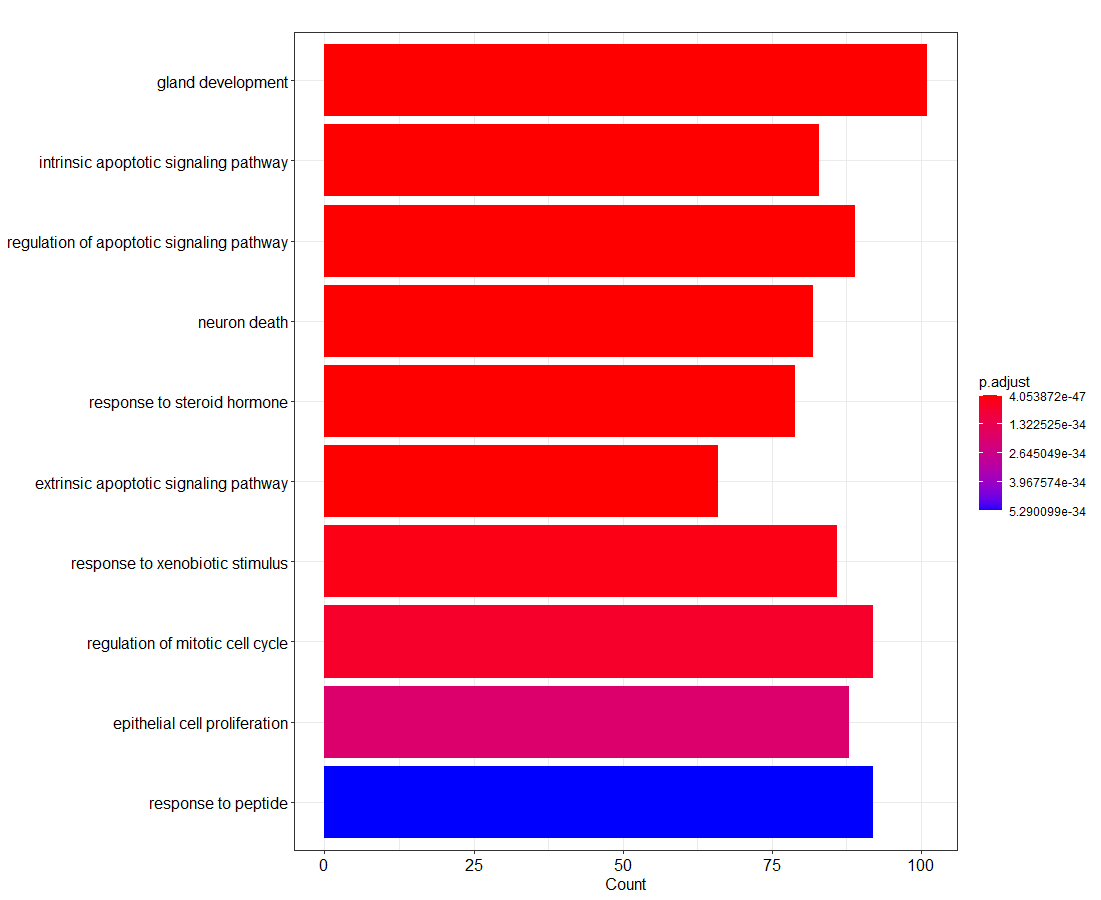 gland development
intrinsic apoptotic signaling pathway
regulation of apoptotic signaling pathway
neuron death
response to steroid hormone
extrinsic apoptotic signaling pathway
response to xenobiotic stimulus
regulation of mitotic cell cycle
epithelial cell proliferation
response to peptide
0 25 50 75 100
Count
p.adjust
4.053872e-47
1.322525e-34
2.645049e-34
3.967574e-34
5.290099e-34